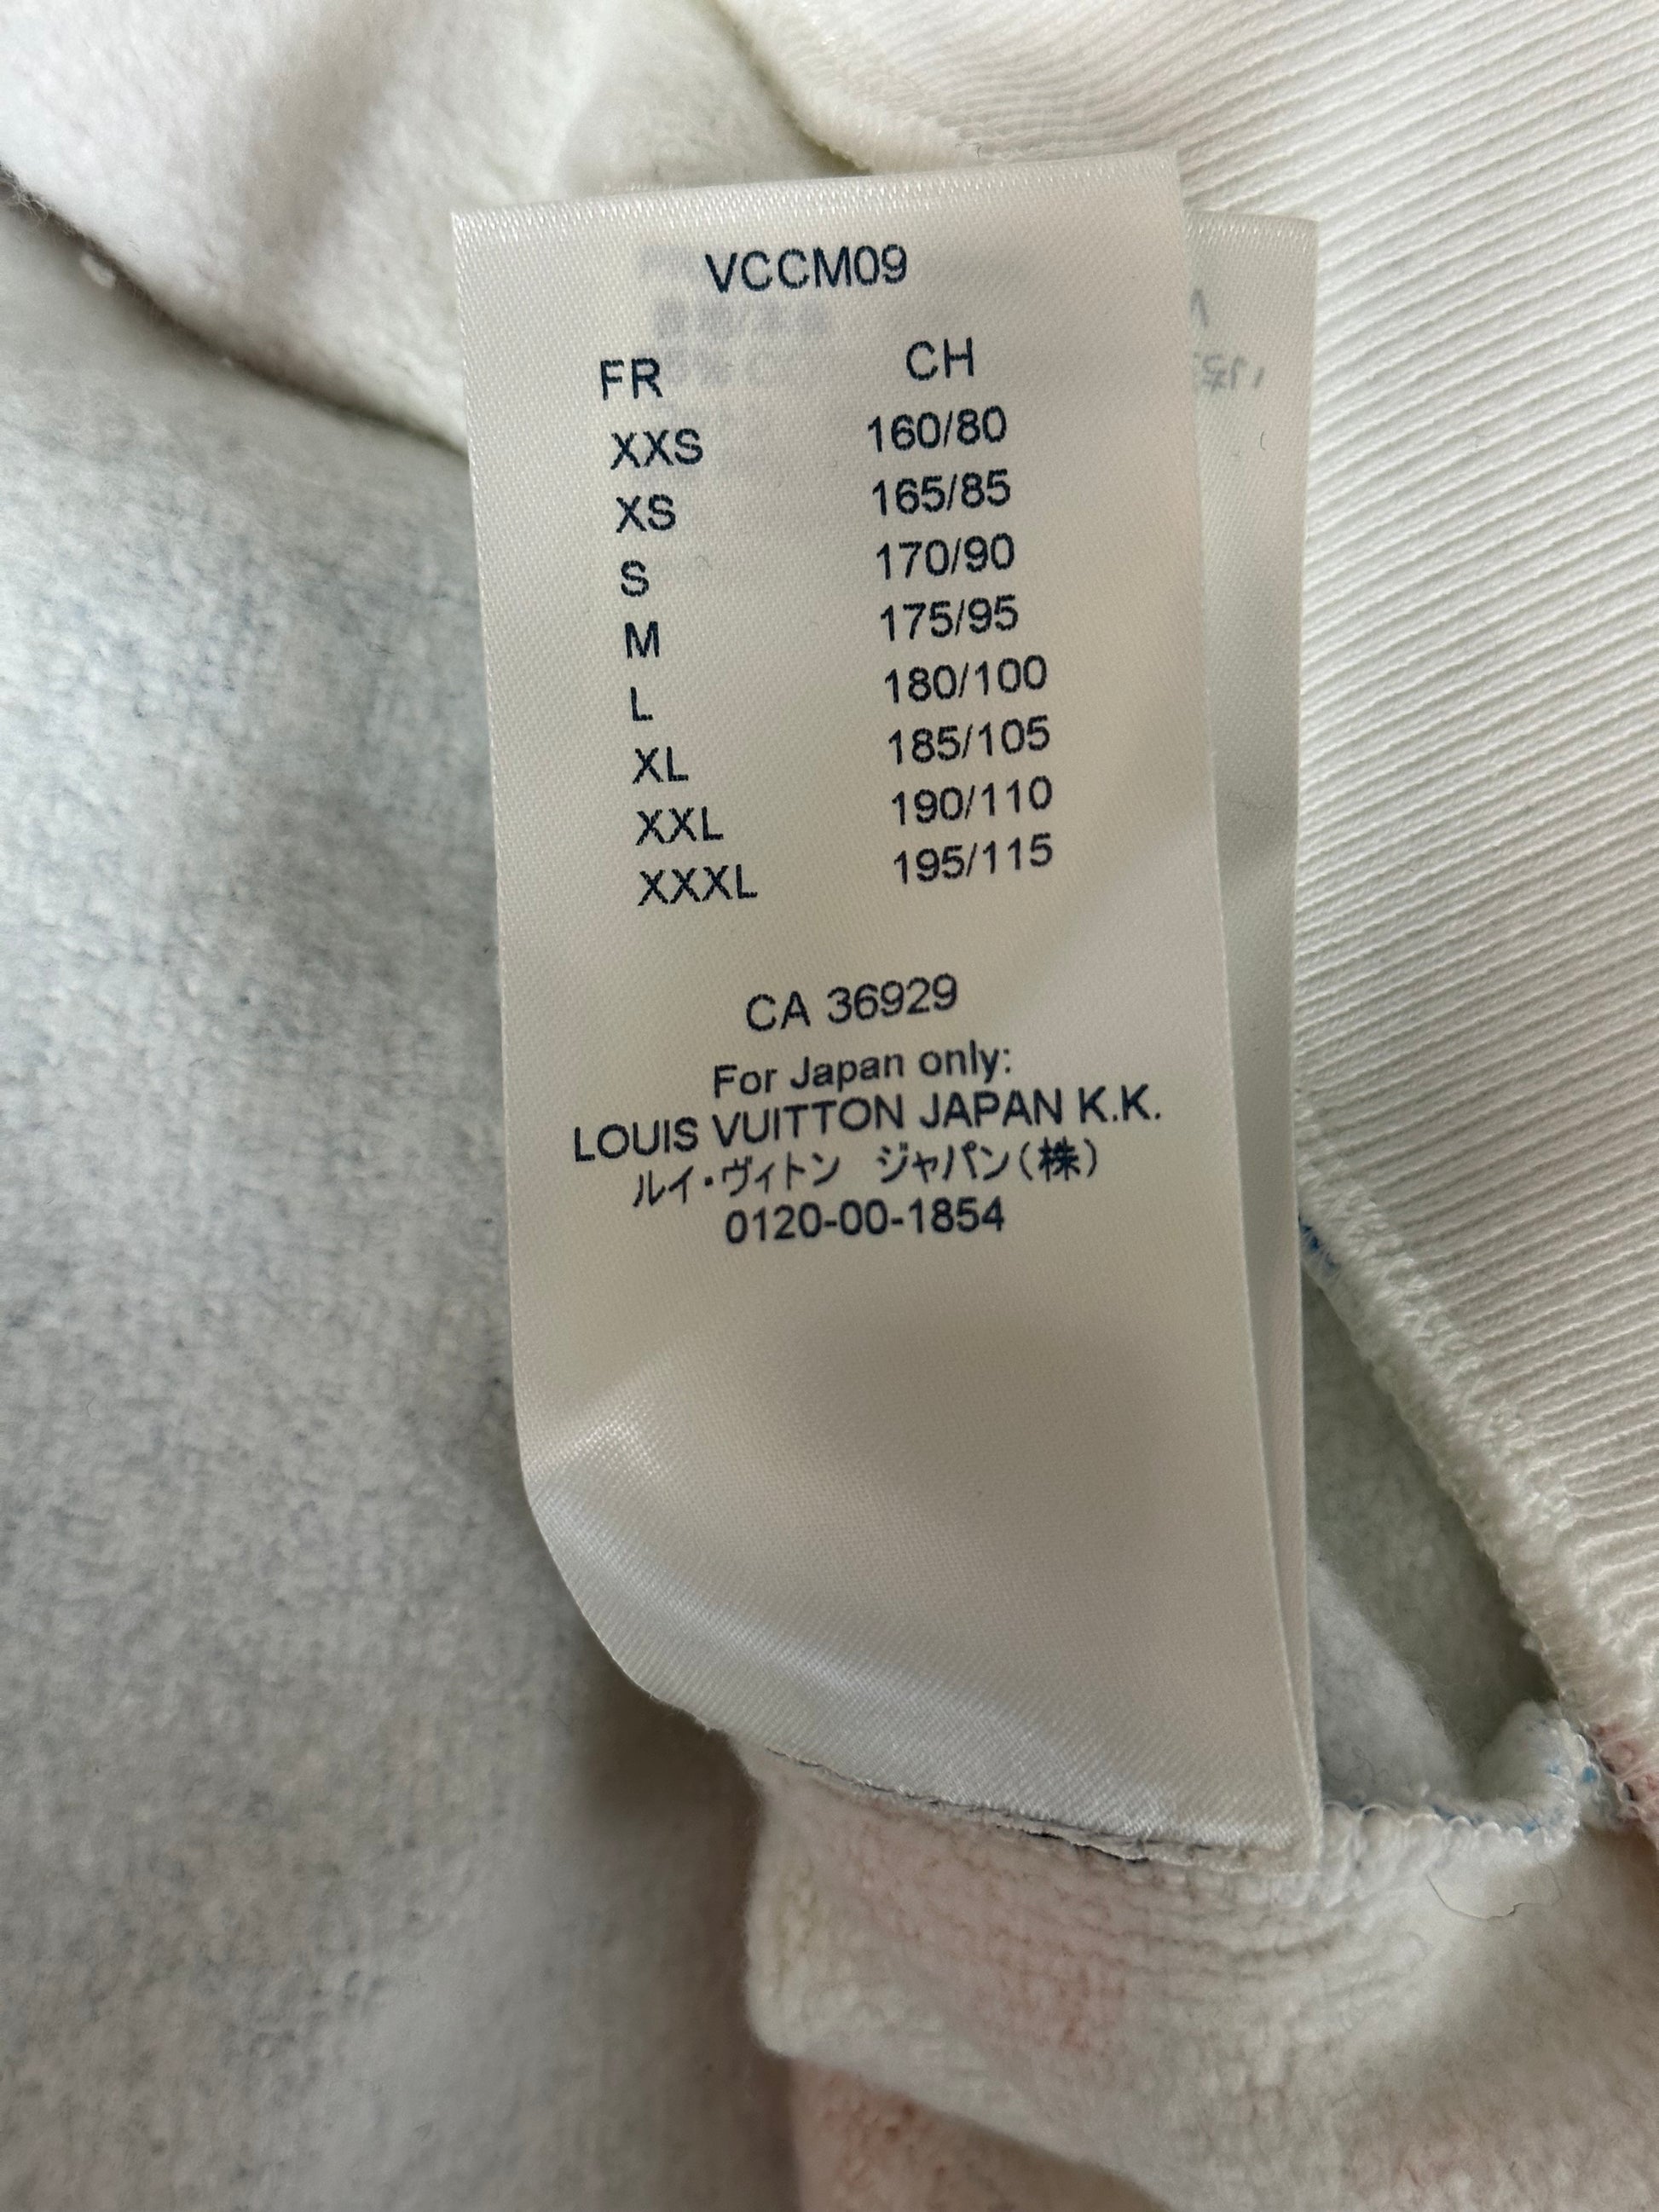 VCCM09
FR CH
XXS 160/80
XS 165/85
S 170/90
M 175/95
L 180/100
XL 185/105
XXL 190/110
XXXL 195/115
CA 36929
For Japan only:
LOUIS VUITTON JAPAN K.K.
ルイ・ヴィトン ジャパン(株)
0120-00-1854